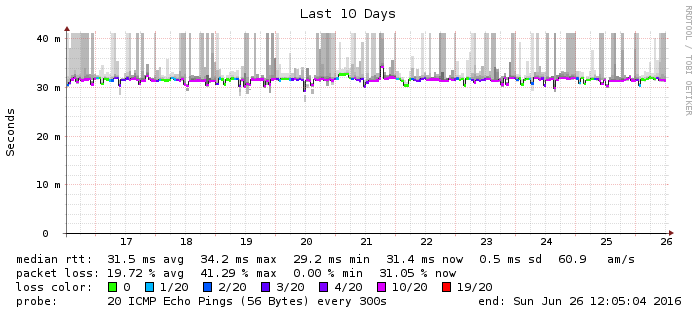 Last 10 Days
RRDTOOL / TOBI OETIKER
Seconds
40 m
30 m
20 m
10 m
0
17 18 19 20 21 22 23 24 25 26
median rtt: 31.5 ms avg 34.2 ms max 29.2 ms min 31.4 ms now 0.5 ms sd 60.9 am/s
packet loss: 19.72 % avg 41.29 % max 0.00 % min 31.05 % now
loss color: 0 1/20 2/20 3/20 4/20 10/20 19/20
probe: 20 ICMP Echo Pings (56 Bytes) every 300s end: Sun Jun 26 12:05:04 2016